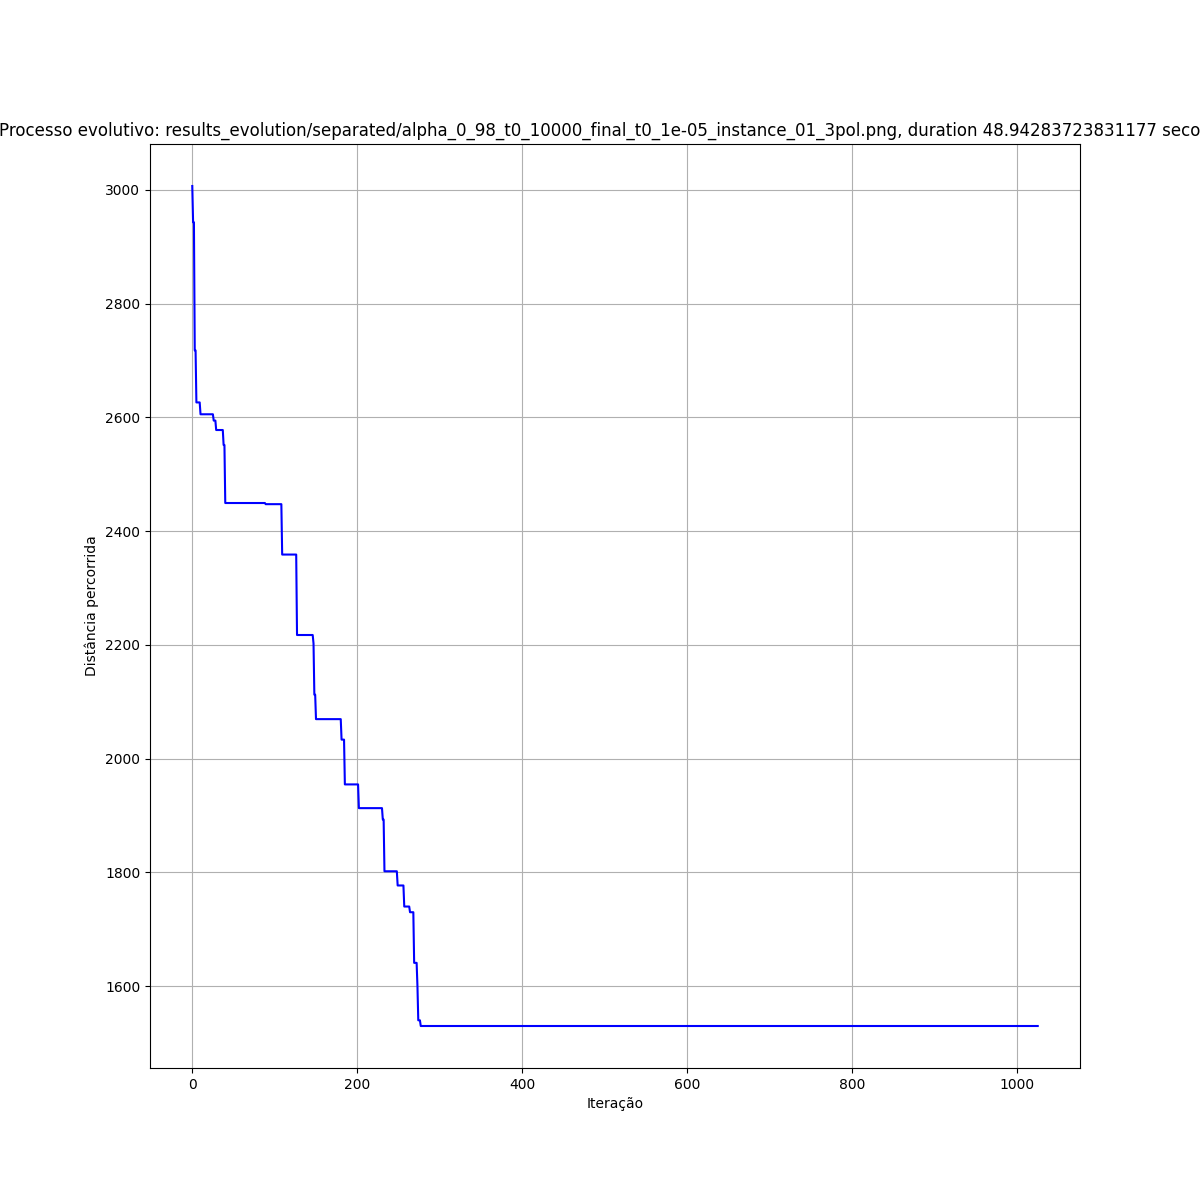 Processo evolutivo: results_evolution/separated/alpha_0_98_t0_10000_final_t0_1e-05_instance_01_3pol.png, duration 48.94283723831177 seco
3000
2800
2600
2400
2200
2000
1800
1600
Distância percorrida
0 200 400 600 800 1000
Iteração